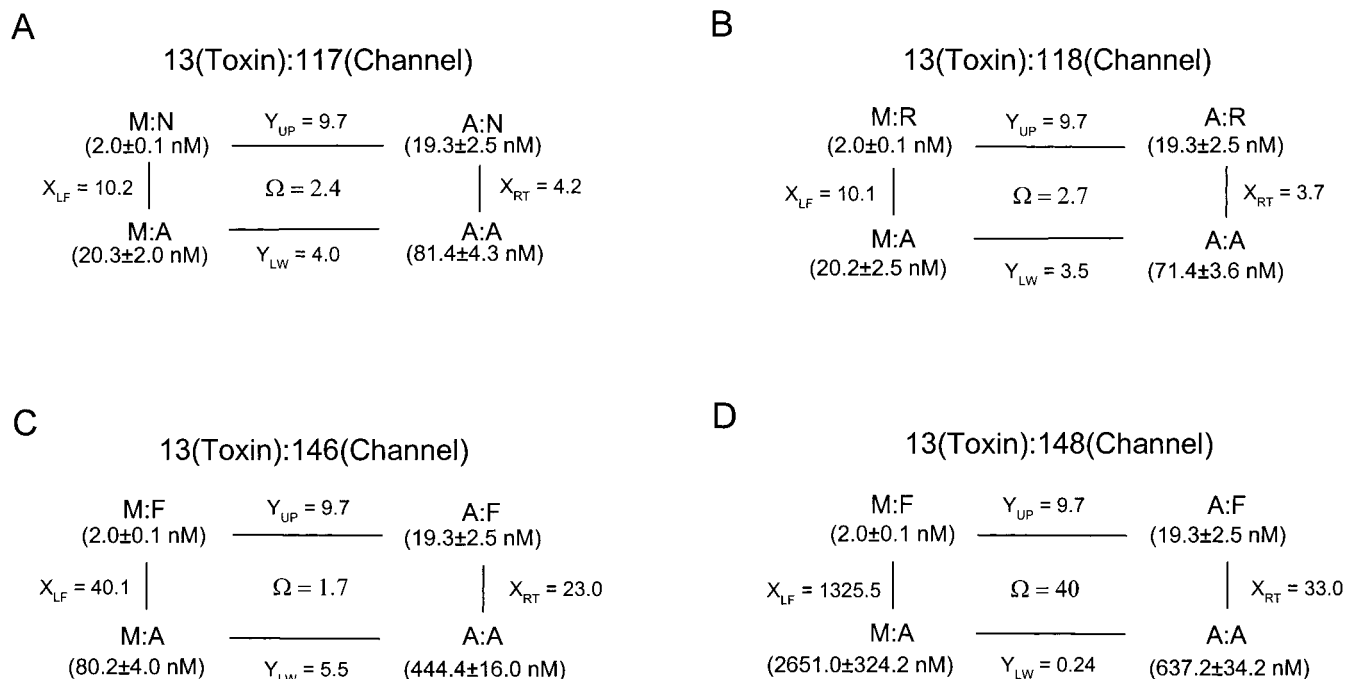 A
13(Toxin):117(Channel)
M:N
(2.0±0.1 nM)
Y_UP = 9.7
A:N
(19.3±2.5 nM)
X_LF = 10.2
Ω = 2.4
X_RT = 4.2
M:A
(20.3±2.0 nM)
Y_LW = 4.0
A:A
(81.4±4.3 nM)
B
13(Toxin):118(Channel)
M:R
(2.0±0.1 nM)
Y_UP = 9.7
A:R
(19.3±2.5 nM)
X_LF = 10.1
Ω = 2.7
X_RT = 3.7
M:A
(20.2±2.5 nM)
Y_LW = 3.5
A:A
(71.4±3.6 nM)
C
13(Toxin):146(Channel)
M:F
(2.0±0.1 nM)
Y_UP = 9.7
A:F
(19.3±2.5 nM)
X_LF = 40.1
Ω = 1.7
X_RT = 23.0
M:A
(80.2±4.0 nM)
Y_LW = 5.5
A:A
(444.4±16.0 nM)
D
13(Toxin):148(Channel)
M:F
(2.0±0.1 nM)
Y_UP = 9.7
A:F
(19.3±2.5 nM)
X_LF = 1325.5
Ω = 40
X_RT = 33.0
M:A
(2651.0±324.2 nM)
Y_LW = 0.24
A:A
(637.2±34.2 nM)